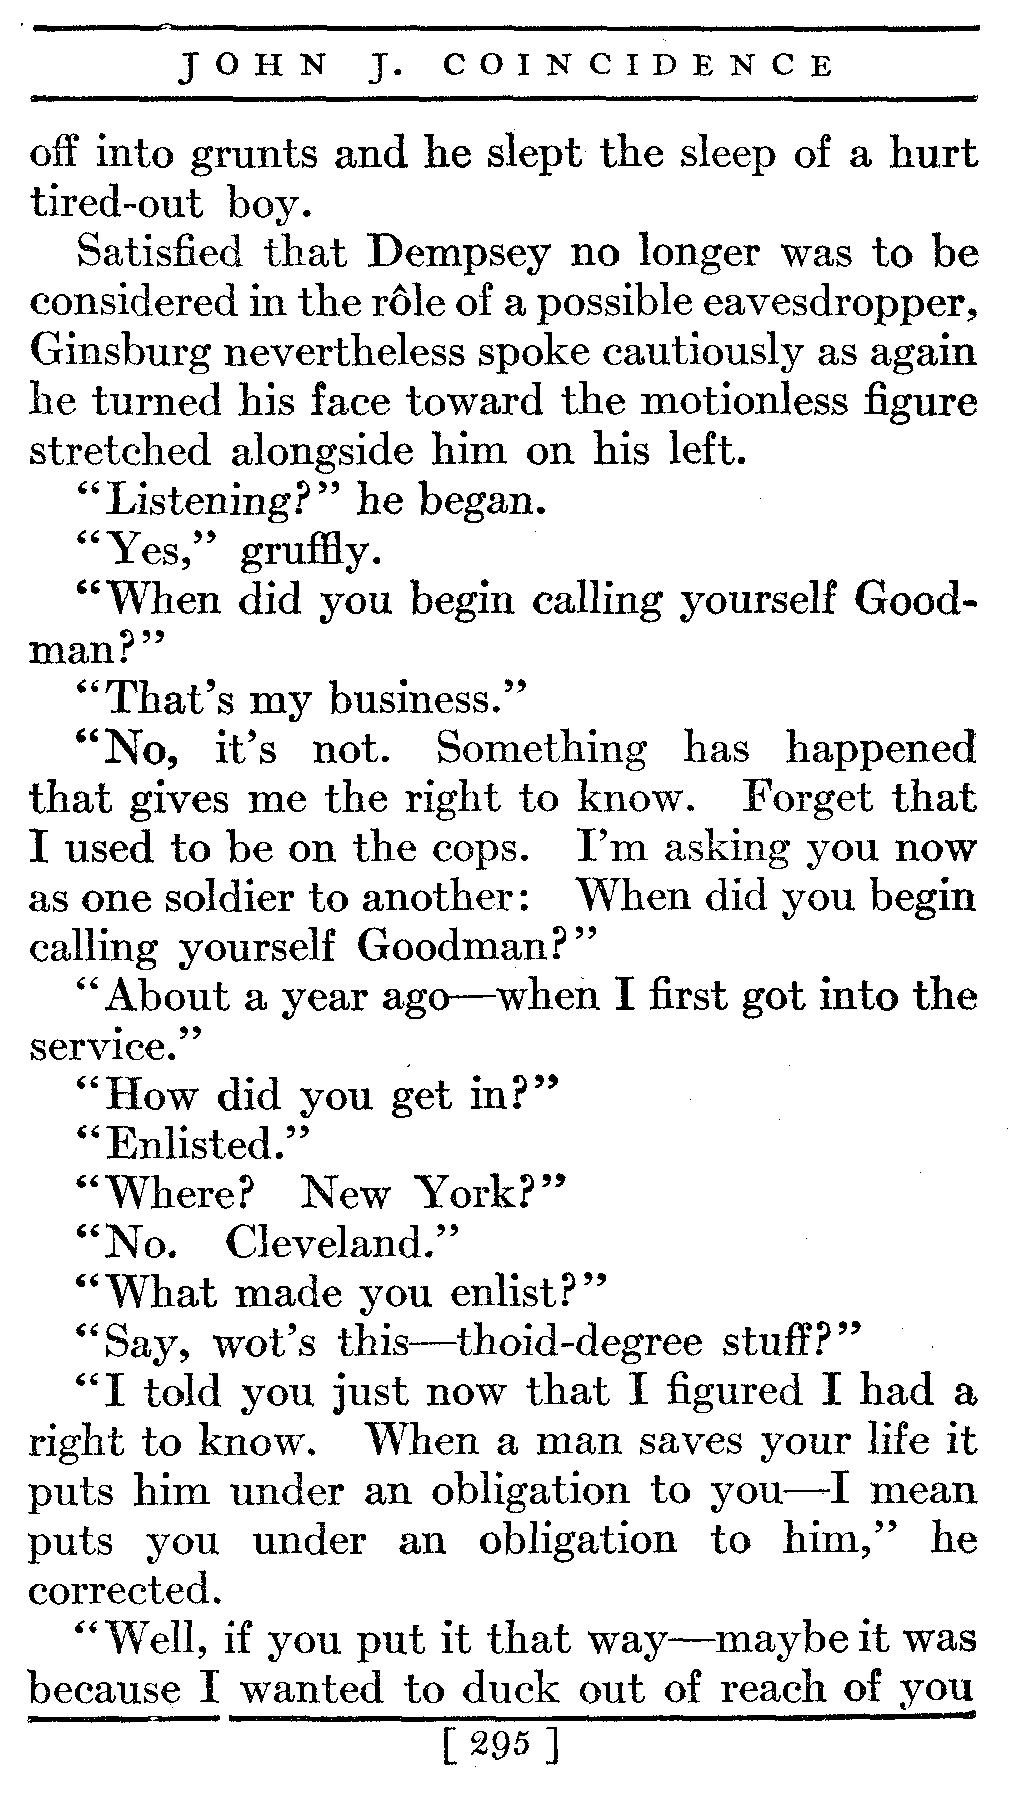 JOHN J. COINCIDENCE
off into grunts and he slept the sleep of a hurt
tired-out boy.
Satisfied that Dempsey no longer was to be
considered in the rôle of a possible eavesdropper,
Ginsburg nevertheless spoke cautiously as again
he turned his face toward the motionless figure
stretched alongside him on his left.
“Listening?” he began.
“Yes,” gruffly.
“When did you begin calling yourself Good-
man?”
“That’s my business.”
“No, it’s not. Something has happened
that gives me the right to know. Forget that
I used to be on the cops. I’m asking you now
as one soldier to another: When did you begin
calling yourself Goodman?”
“About a year ago—when I first got into the
service.”
“How did you get in?”
“Enlisted.”
“Where? New York?”
“No. Cleveland.”
“What made you enlist?”
“Say, wot’s this—thoid-degree stuff?”
“I told you just now that I figured I had a
right to know. When a man saves your life it
puts him under an obligation to you—I mean
puts you under an obligation to him,” he
corrected.
“Well, if you put it that way—maybe it was
because I wanted to duck out of reach of you
[ 295 ]